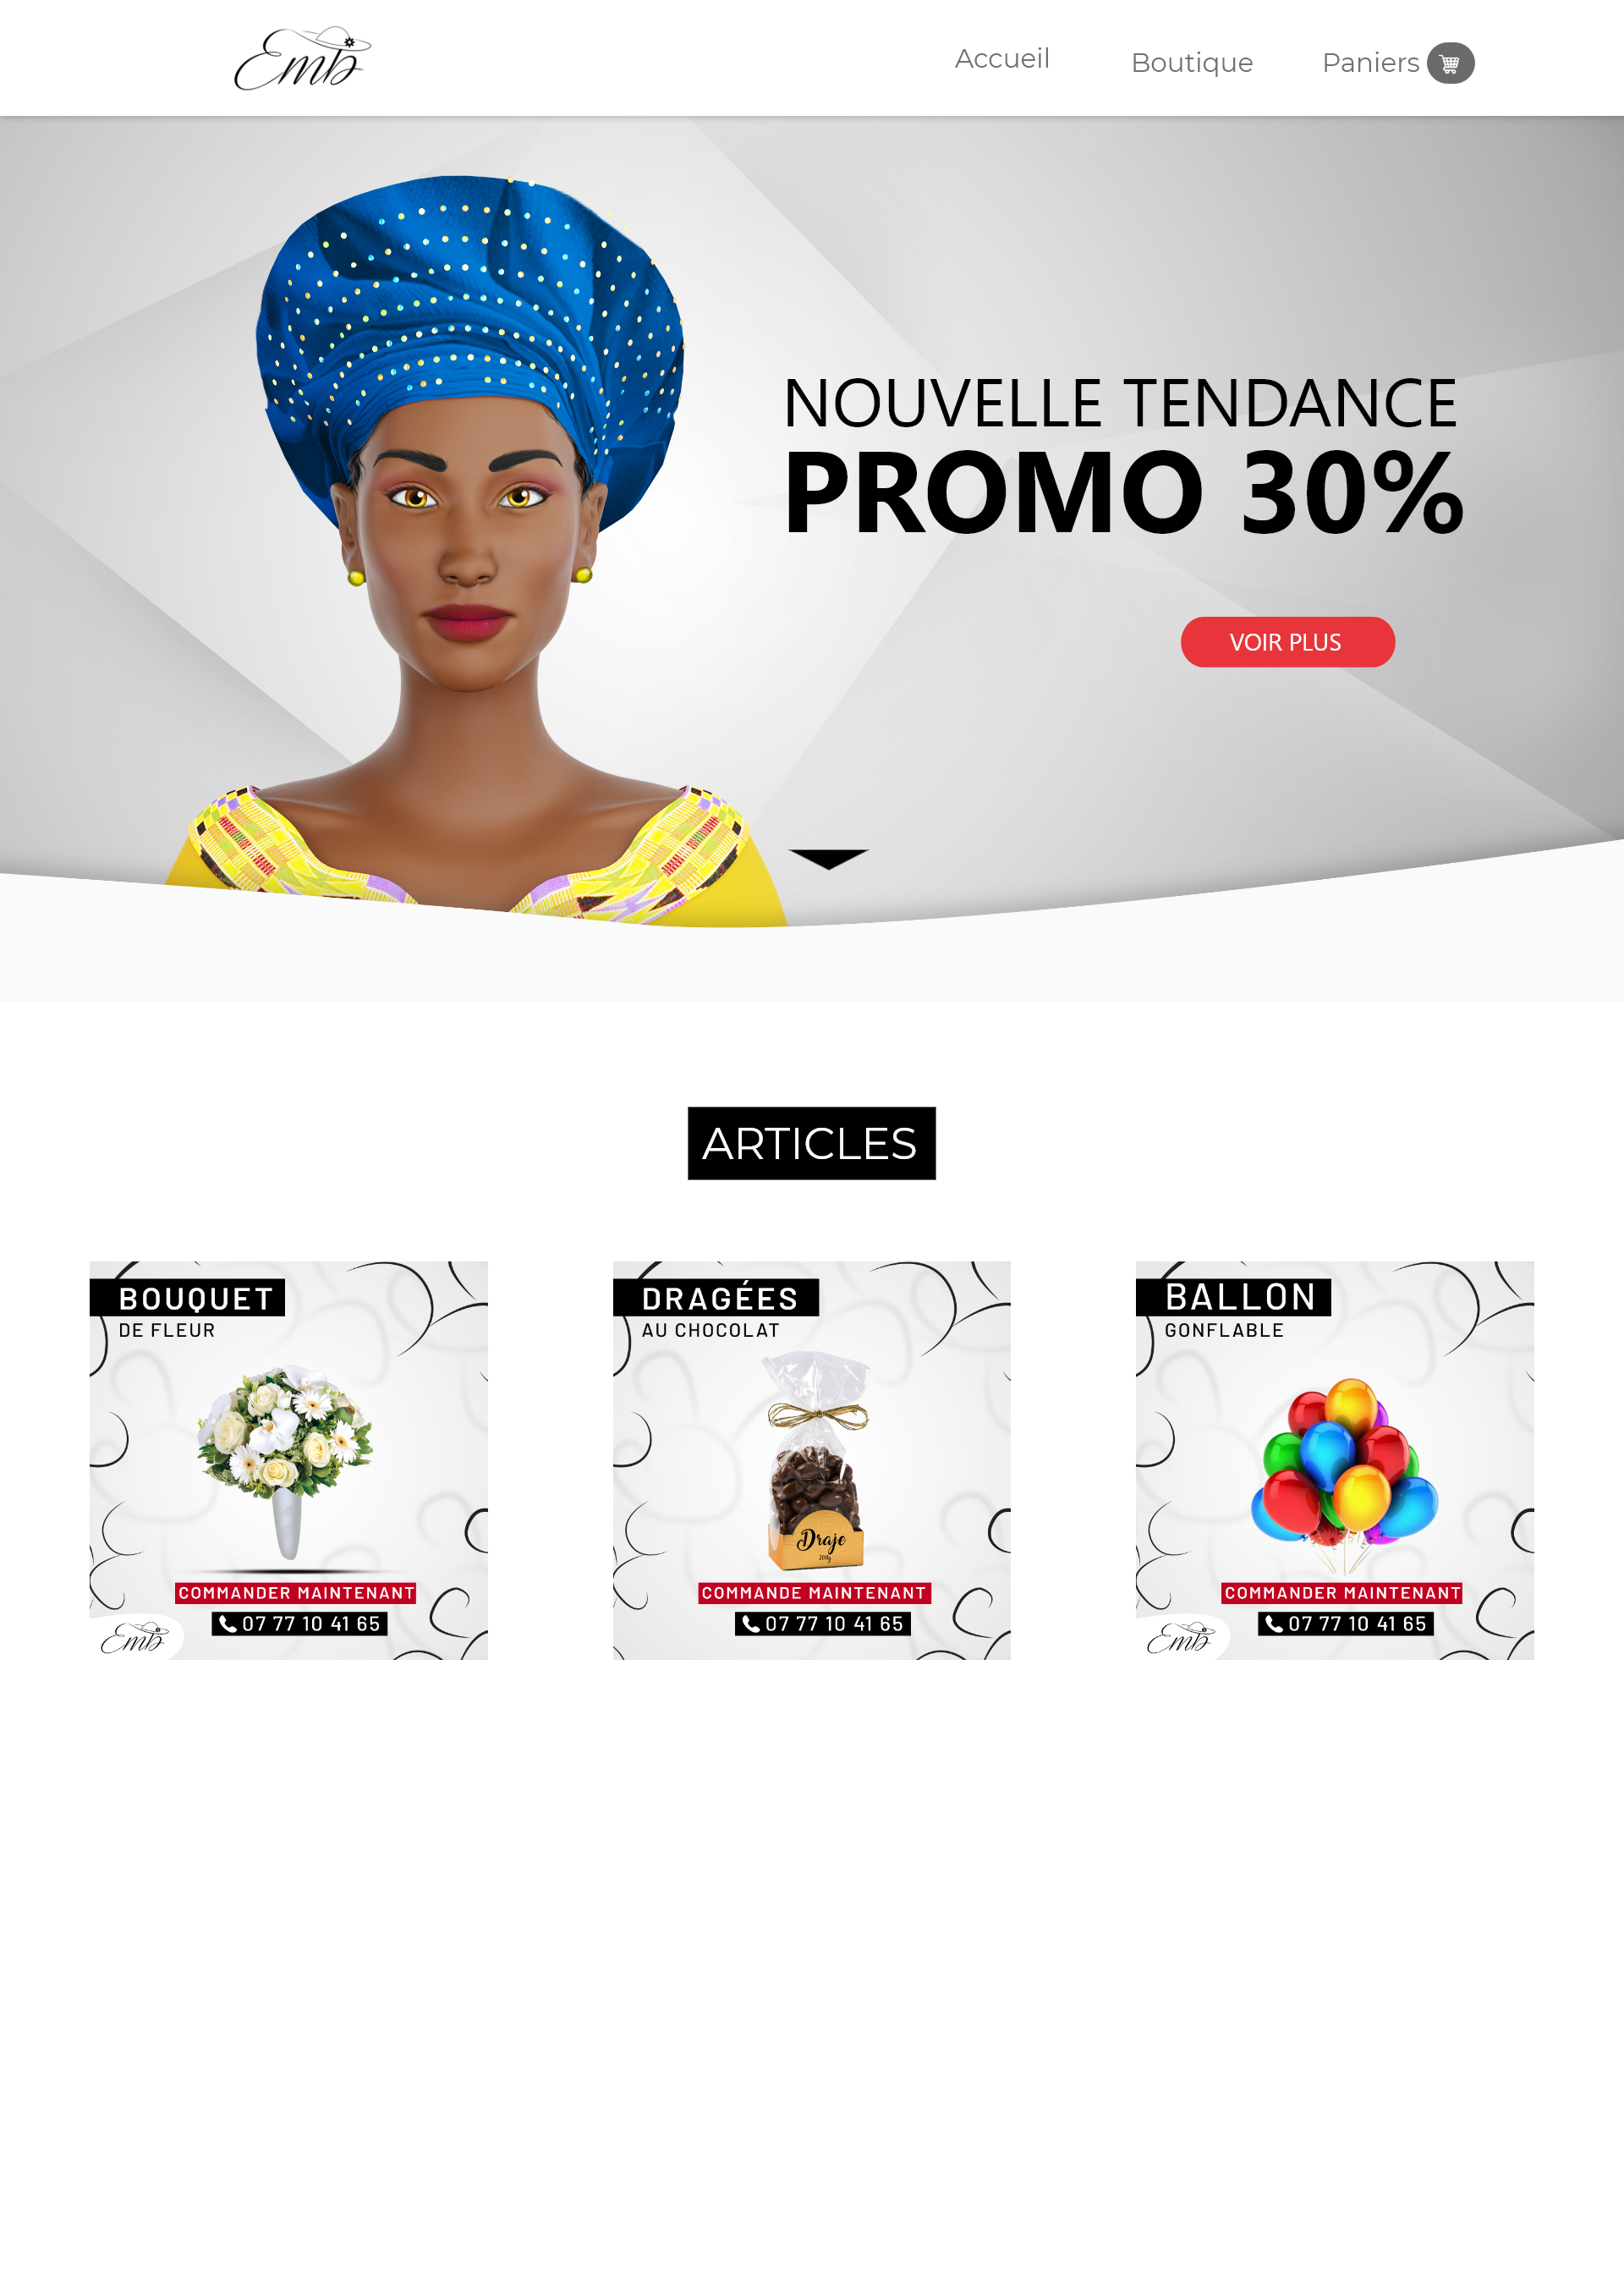 Emb
Accueil
Boutique
Paniers
NOUVELLE TENDANCE
PROMO 30%
VOIR PLUS
ARTICLES
BOUQUET
DE FLEUR
COMMANDER MAINTENANT
07 77 10 41 65
Emb
DRAGÉES
AU CHOCOLAT
Draje
200g
COMMANDE MAINTENANT
07 77 10 41 65
BALLON
GONFLABLE
COMMANDER MAINTENANT
07 77 10 41 65
Emb